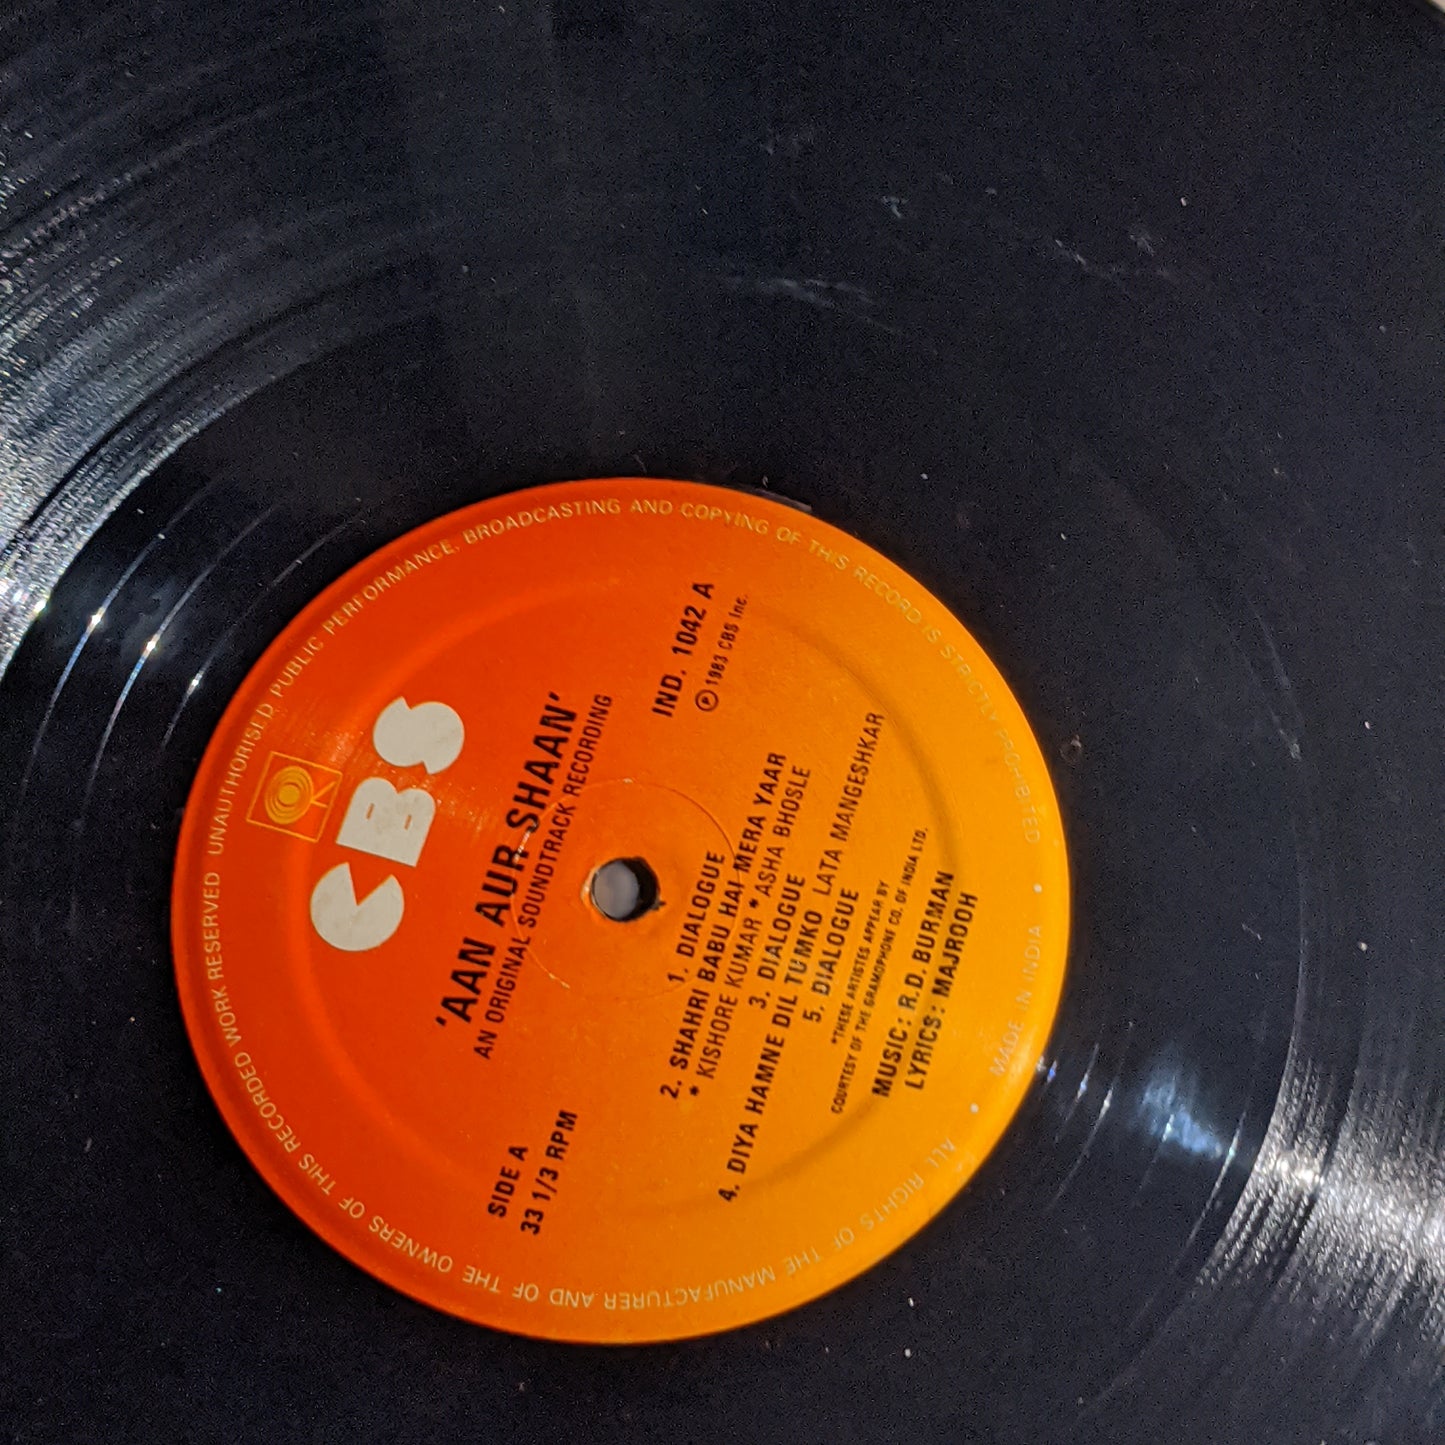 CBS
'AAN AUR SHAAN'
AN ORIGINAL SOUNDTRACK RECORDING
SIDE A
33 1/3 RPM
IND. 1042 A
Ⓟ 1983 CBS Inc.
1. DIALOGUE
2. SHAHRI BABU HAI MERA YAAR
* KISHORE KUMAR * ASHA BHOSLE
3. DIALOGUE
4. DIYA HAMNE DIL TUMKO LATA MANGESHKAR
5. DIALOGUE
*THESE ARTISTES APPEAR BY
COURTESY OF THE GRAMOPHONE CO. OF INDIA LTD.
MUSIC: R.D. BURMAN
LYRICS: MAJROOH
ALL RIGHTS OF THE MANUFACTURER AND OF THE OWNERS OF THIS RECORDED WORK RESERVED UNAUTHORISED PUBLIC PERFORMANCE, BROADCASTING AND COPYING OF THIS RECORD IS STRICTLY PROHIBITED • MADE IN INDIA •